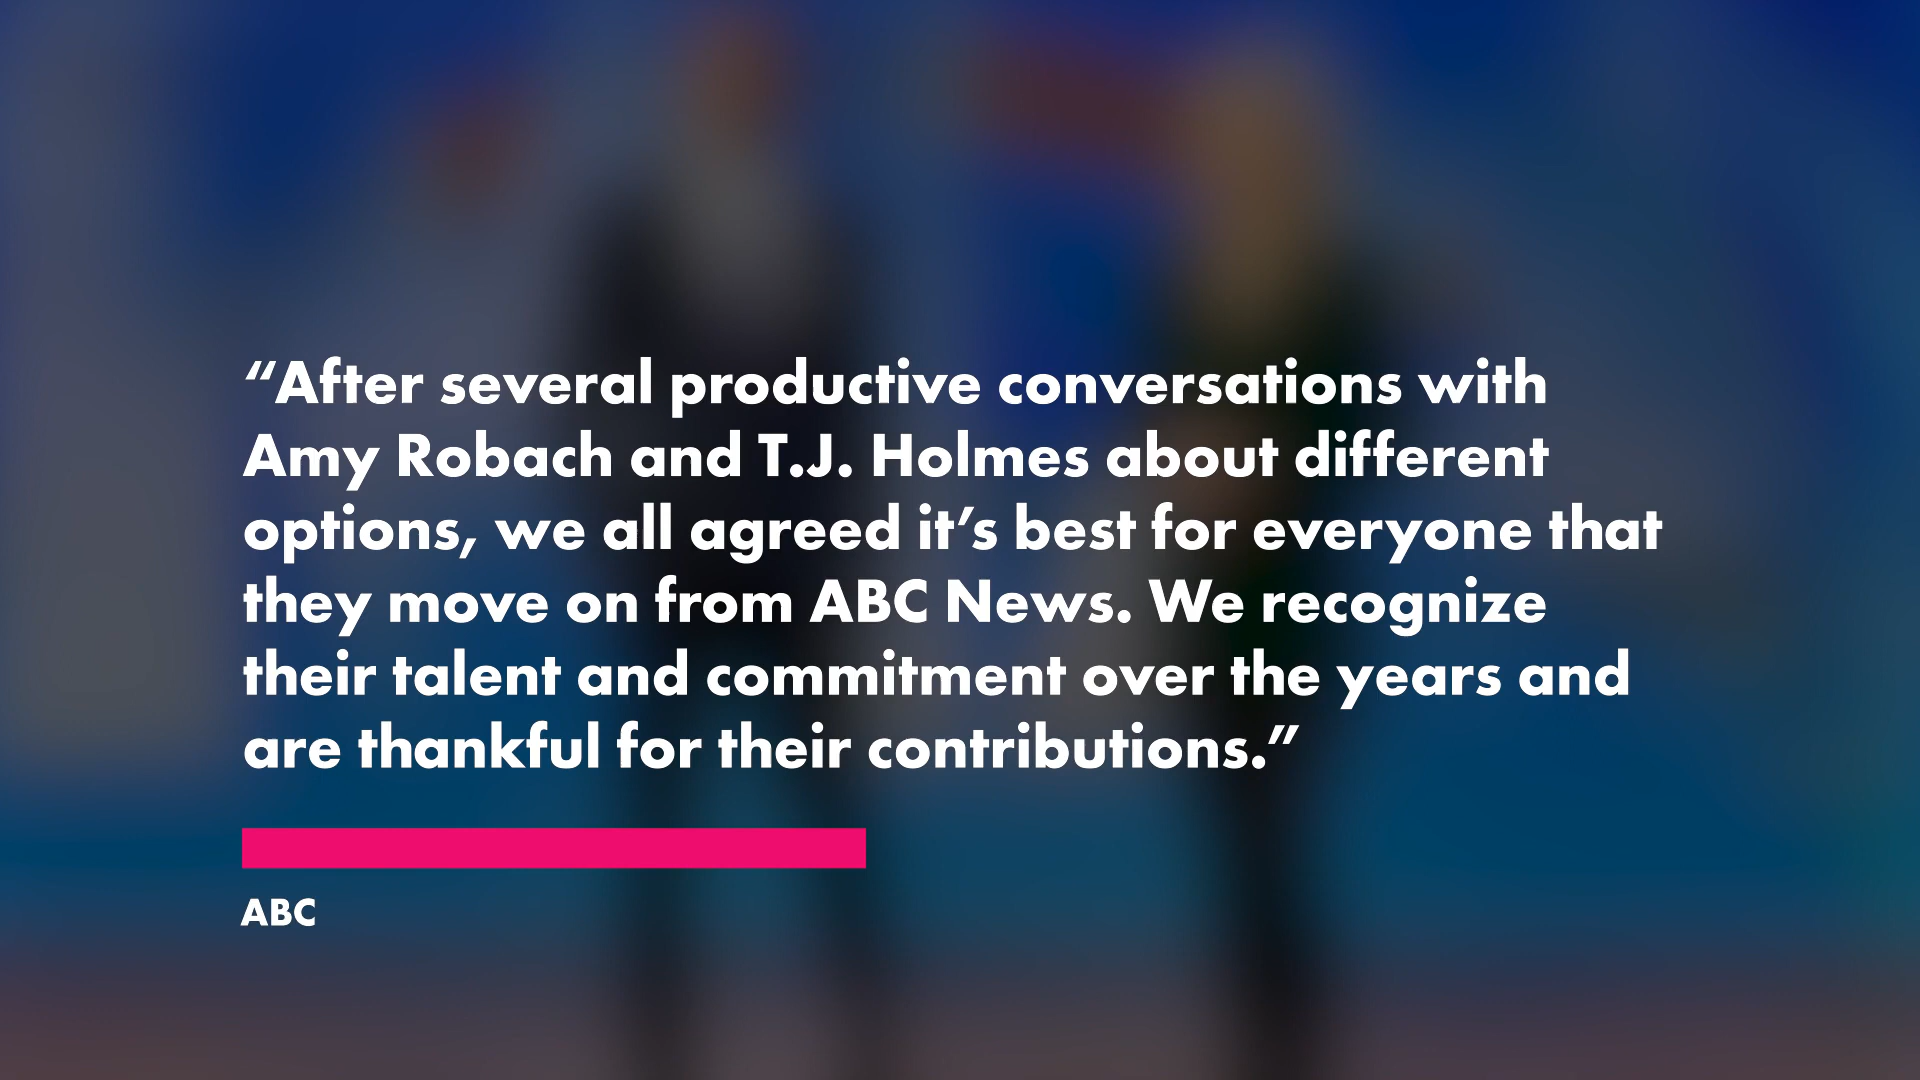 “After several productive conversations with
Amy Robach and T.J. Holmes about different
options, we all agreed it’s best for everyone that
they move on from ABC News. We recognize
their talent and commitment over the years and
are thankful for their contributions.”
ABC